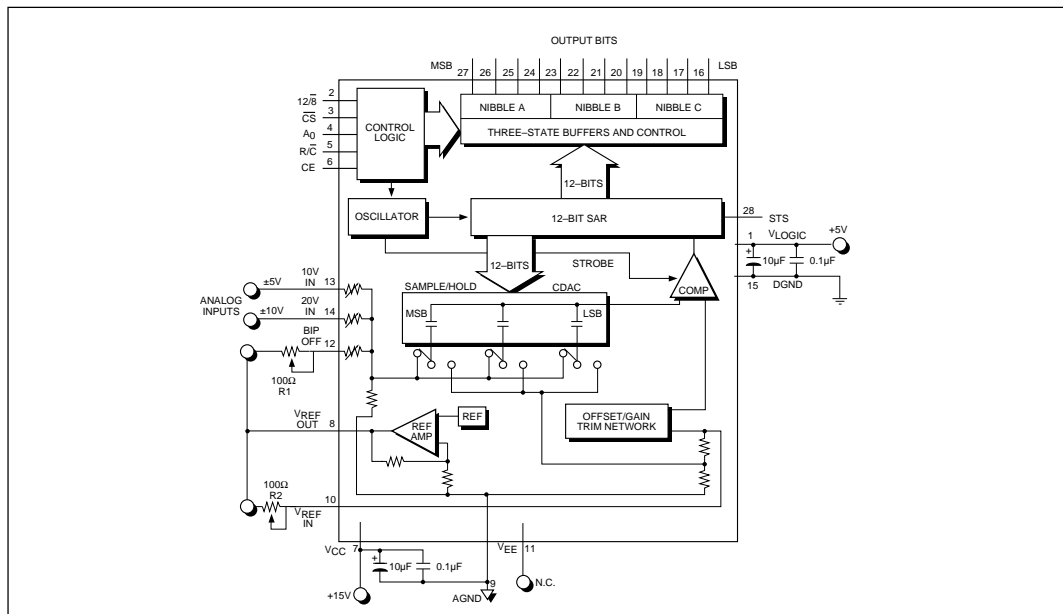 OUTPUT BITS
MSB
LSB
27 26 25 24 23 22 21 20 19 18 17 16
NIBBLE A NIBBLE B NIBBLE C
THREE–STATE BUFFERS AND CONTROL
2
12/8̅
3
C̅S̅
4
A0
5
R/C̅
6
CE
CONTROL
LOGIC
12–BITS
OSCILLATOR
12–BIT SAR
28
STS
1
VLOGIC
+5V
+
10µF
0.1µF
15
DGND
12–BITS
STROBE
COMP
SAMPLE/HOLD
CDAC
MSB
LSB
ANALOG
INPUTS
±5V
10V
IN
13
±10V
20V
IN
14
BIP
OFF
12
100Ω
R1
VREF
OUT
8
REF
AMP
REF
OFFSET/GAIN
TRIM NETWORK
100Ω
R2
VREF
IN
10
VCC
7
+
10µF
0.1µF
+15V
9
AGND
VEE
11
N.C.